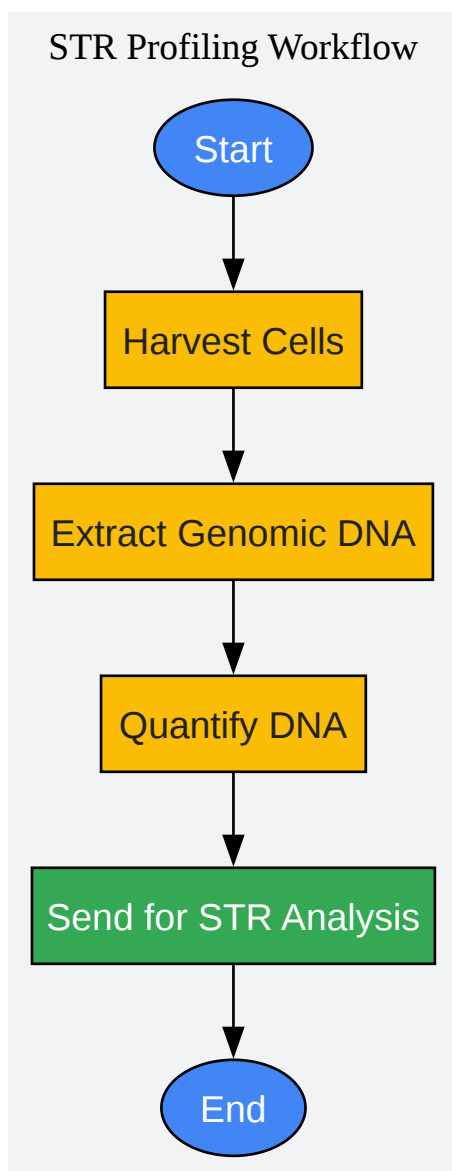 STR Profiling Workflow
Start
Harvest Cells
Extract Genomic DNA
Quantify DNA
Send for STR Analysis
End